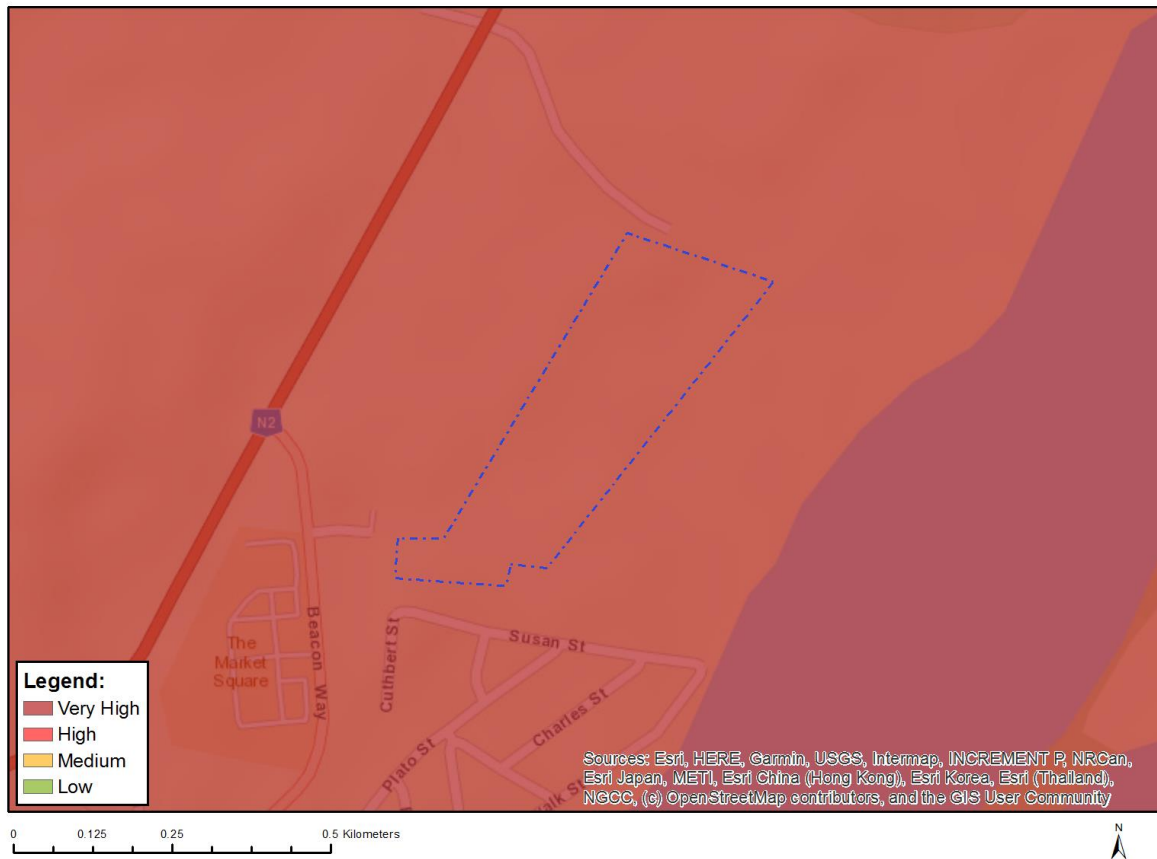 N2
The
Market
Square
Beacon Way
Cuthbert St
Susan St
Charles St
Plato St
alk St
Legend:
Very High
High
Medium
Low
Sources: Esri, HERE, Garmin, USGS, Intermap, INCREMENT P, NRCan,
Esri Japan, METI, Esri China (Hong Kong), Esri Korea, Esri (Thailand),
NGCC, (c) OpenStreetMap contributors, and the GIS User Community
0 0.125 0.25 0.5 Kilometers
N